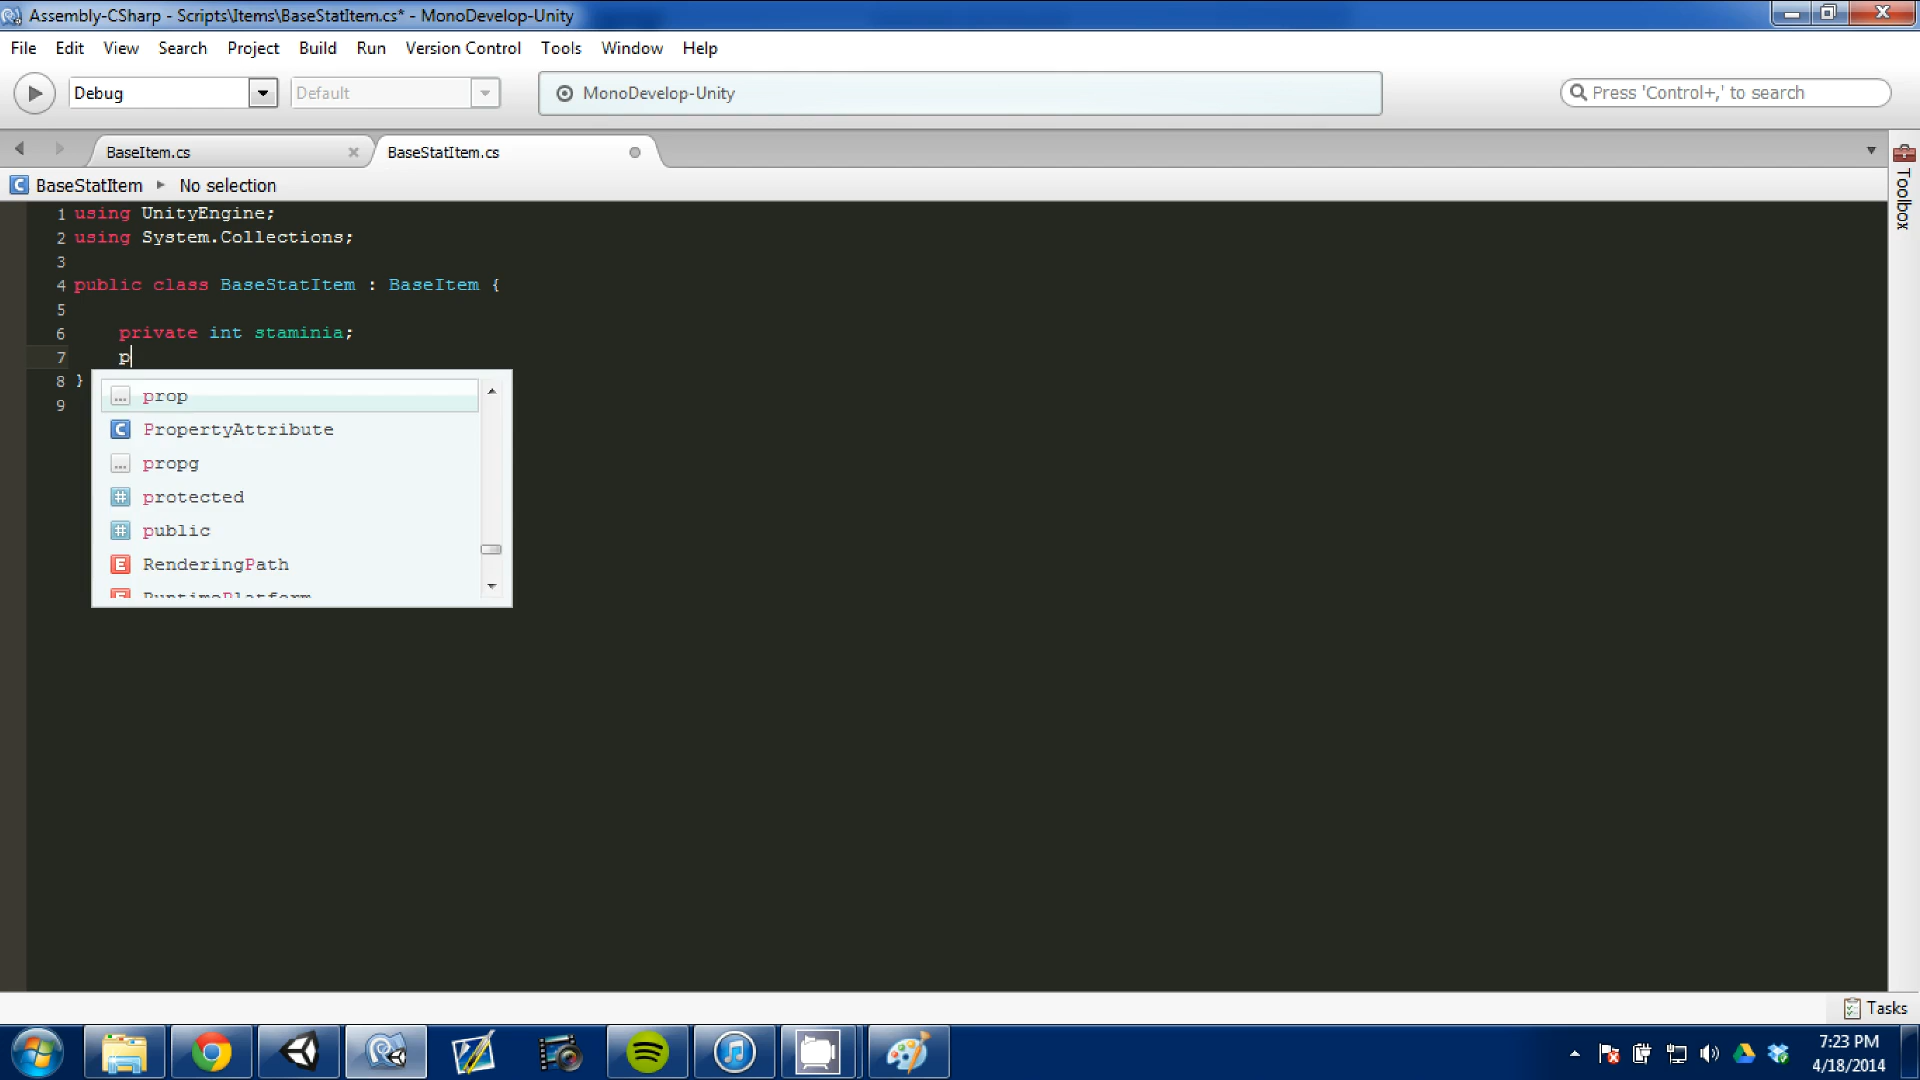 Assembly-CSharp - Scripts\Items\BaseStatItem.cs* - MonoDevelop-Unity
File Edit View Search Project Build Run Version Control Tools Window Help
Debug Default MonoDevelop-Unity Press 'Control+,' to search
BaseItem.cs BaseStatItem.cs
BaseStatItem No selection
Toolbox
1 using UnityEngine;
2 using System.Collections;
3
4 public class BaseStatItem : BaseItem {
5
6 private int staminia;
7 p
8 }
9
prop
PropertyAttribute
propg
protected
public
RenderingPath
RuntimePlatform
Tasks
7:23 PM
4/18/2014